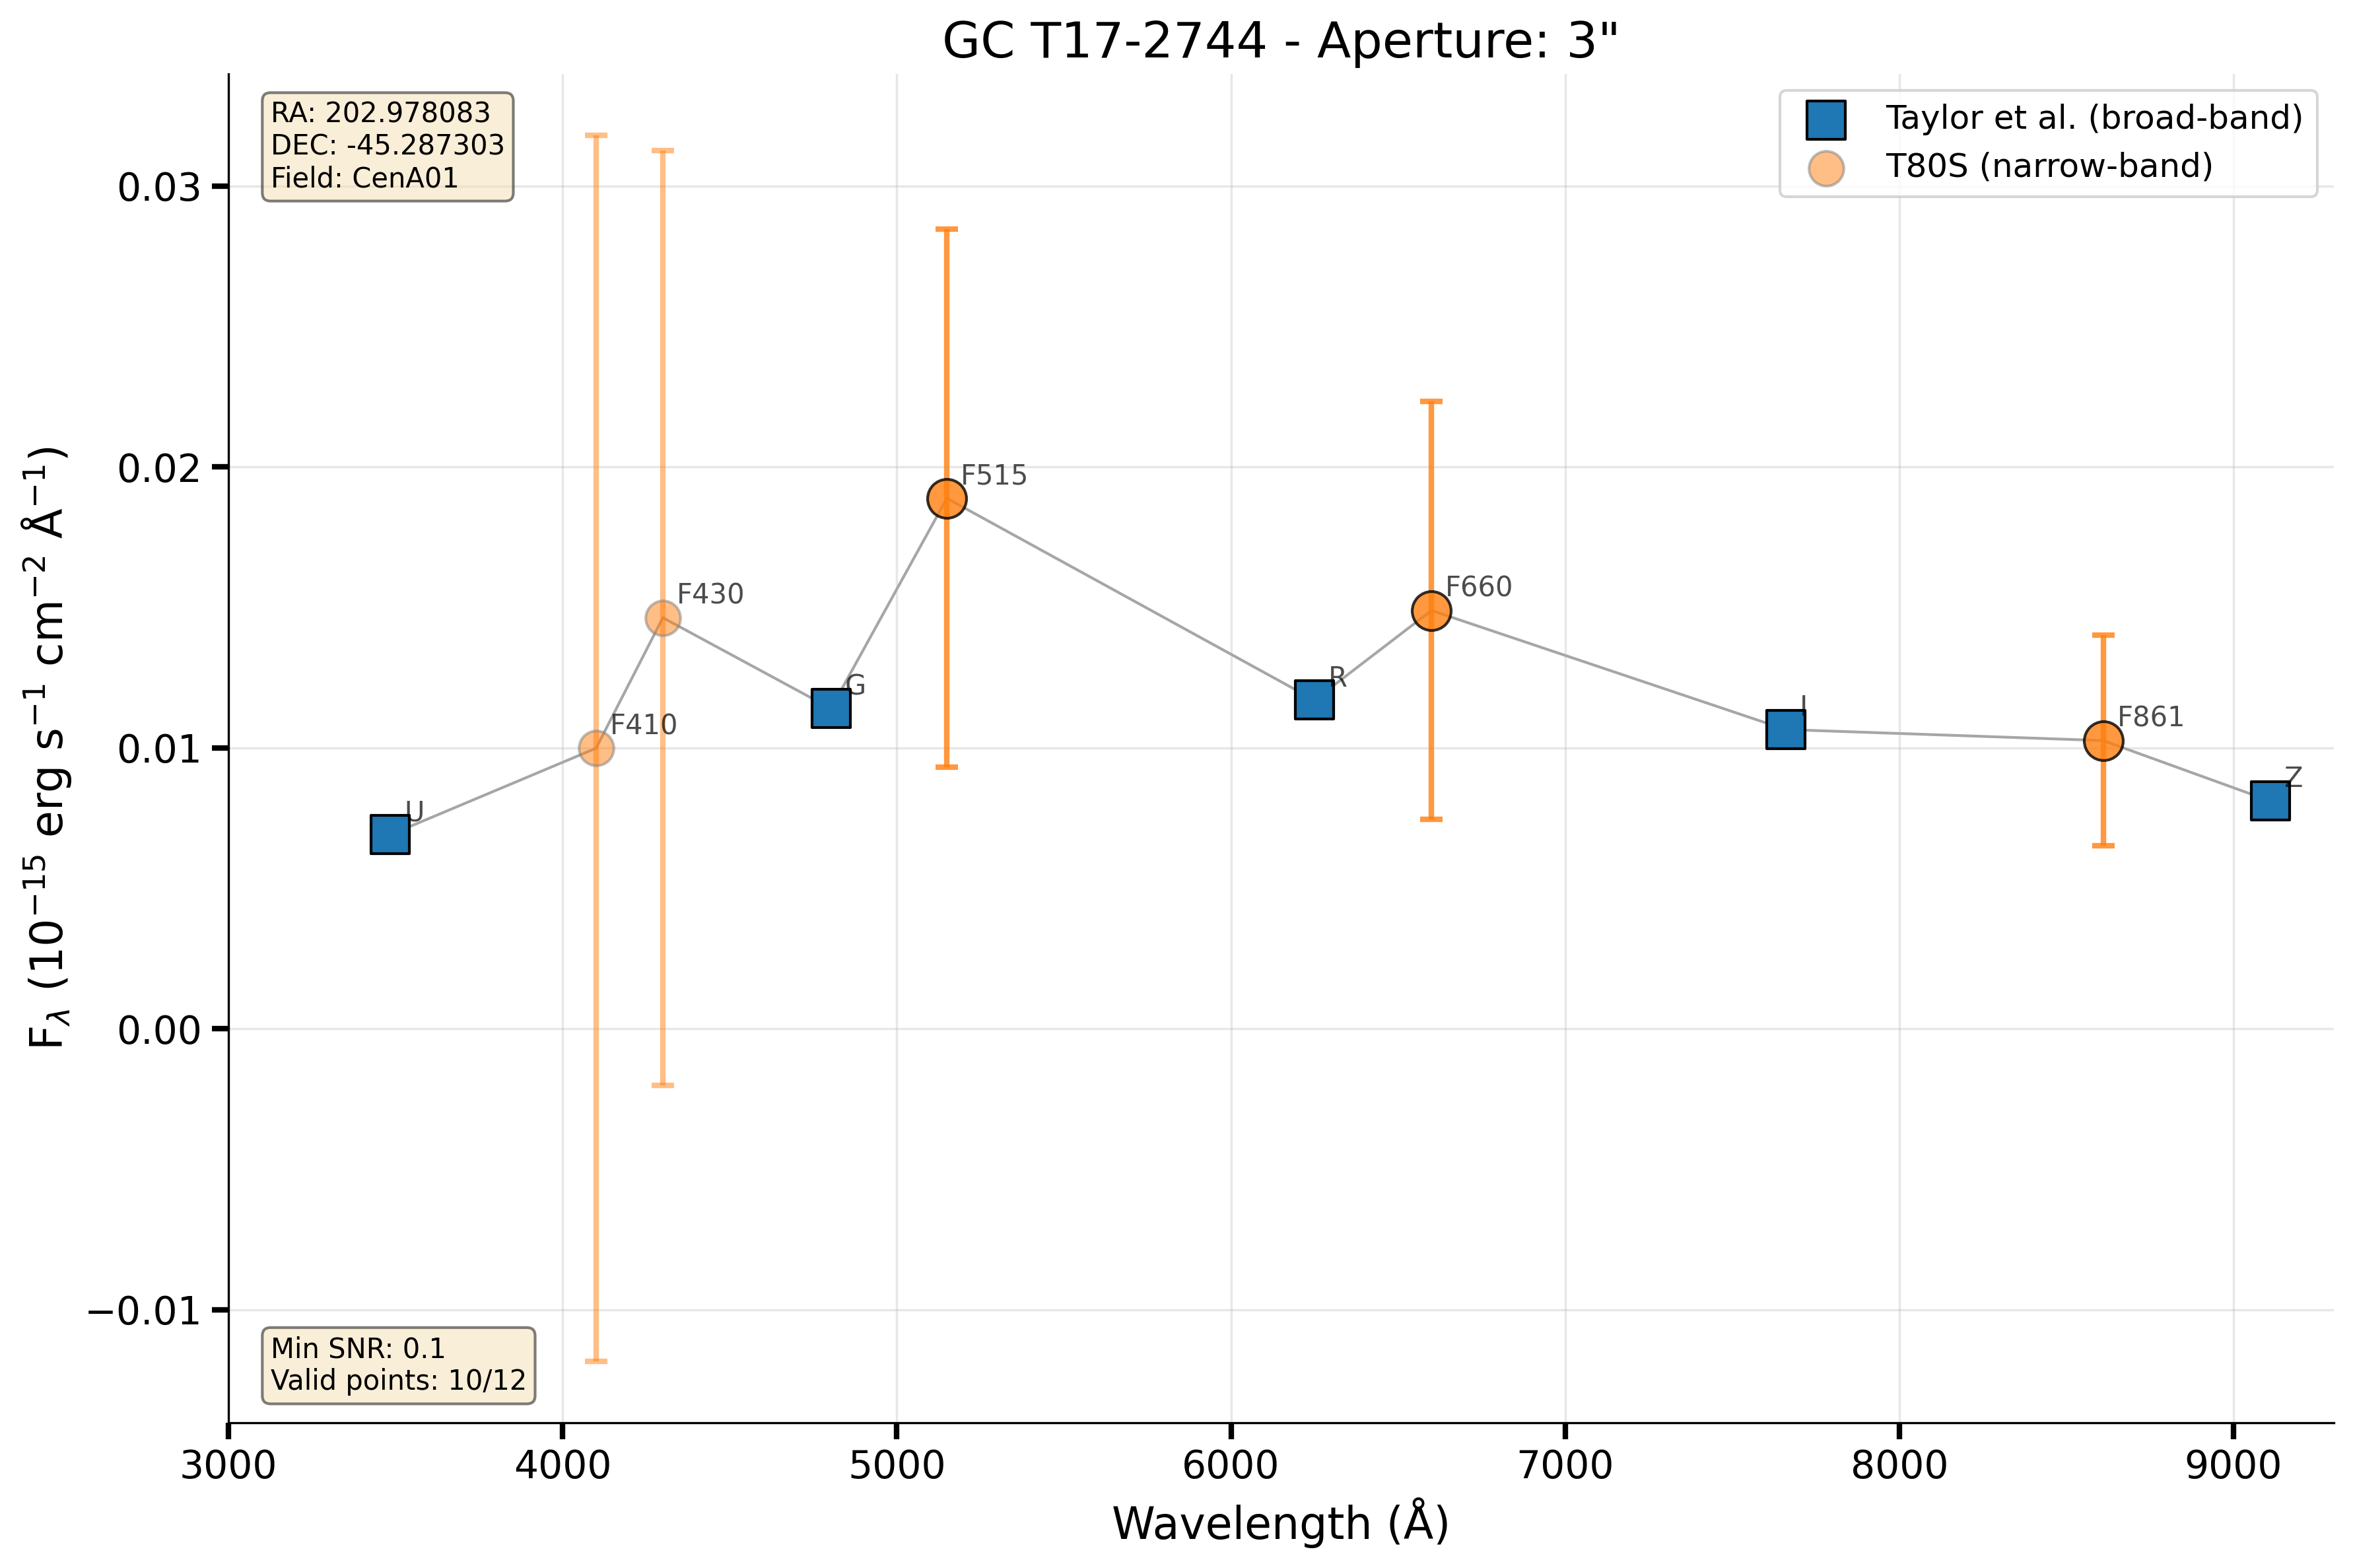 GC T17-2744 - Aperture: 3"
RA: 202.978083
DEC: -45.287303
Field: CenA01
Taylor et al. (broad-band)
T80S (narrow-band)
F$_{\lambda}$ (10$^{-15}$ erg s$^{-1}$ cm$^{-2}$ Å$^{-1}$)
0.03
0.02
0.01
0.00
−0.01
U
F410
F430
G
F515
R
F660
I
F861
Z
Min SNR: 0.1
Valid points: 10/12
3000 4000 5000 6000 7000 8000 9000
Wavelength (Å)